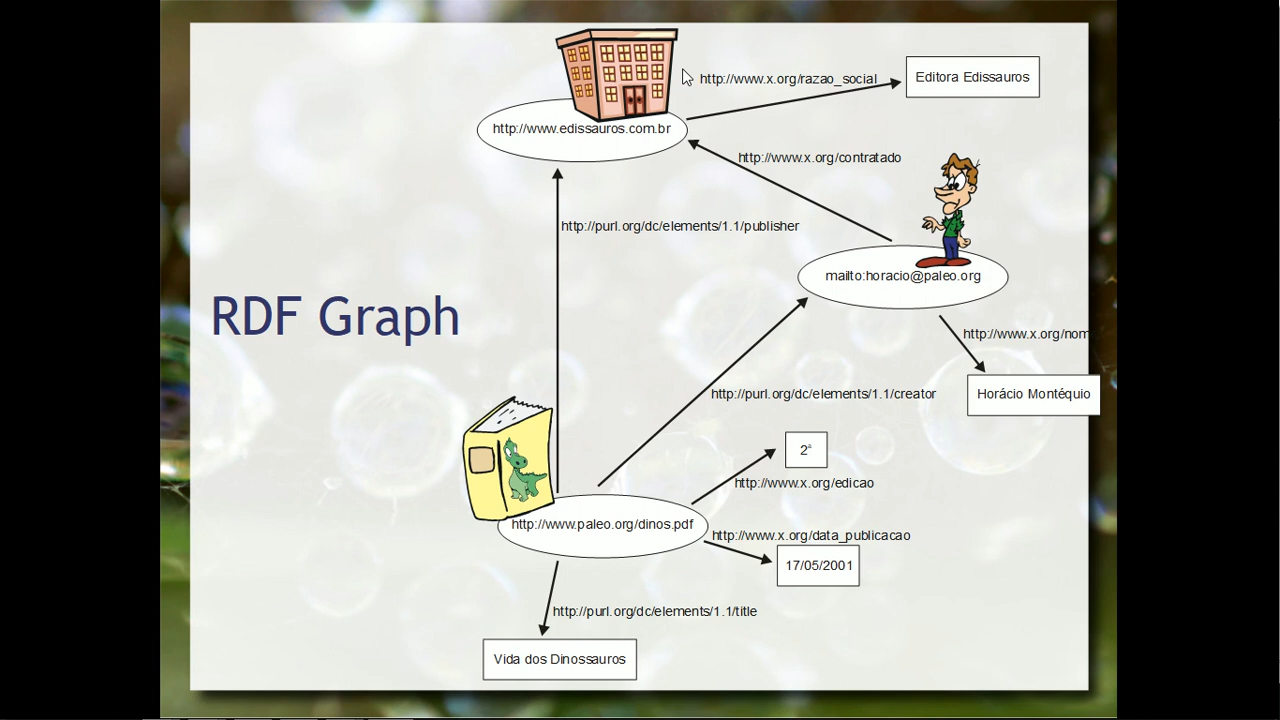 http://www.x.org/razao_social
Editora Edissauros
http://www.edissauros.com.br
http://www.x.org/contratado
http://purl.org/dc/elements/1.1/publisher
mailto:horacio@paleo.org
RDF Graph
http://www.x.org/nom
http://purl.org/dc/elements/1.1/creator
Horácio Montéquio
2ª
http://www.x.org/edicao
http://www.paleo.org/dinos.pdf
http://www.x.org/data_publicacao
17/05/2001
http://purl.org/dc/elements/1.1/title
Vida dos Dinossauros